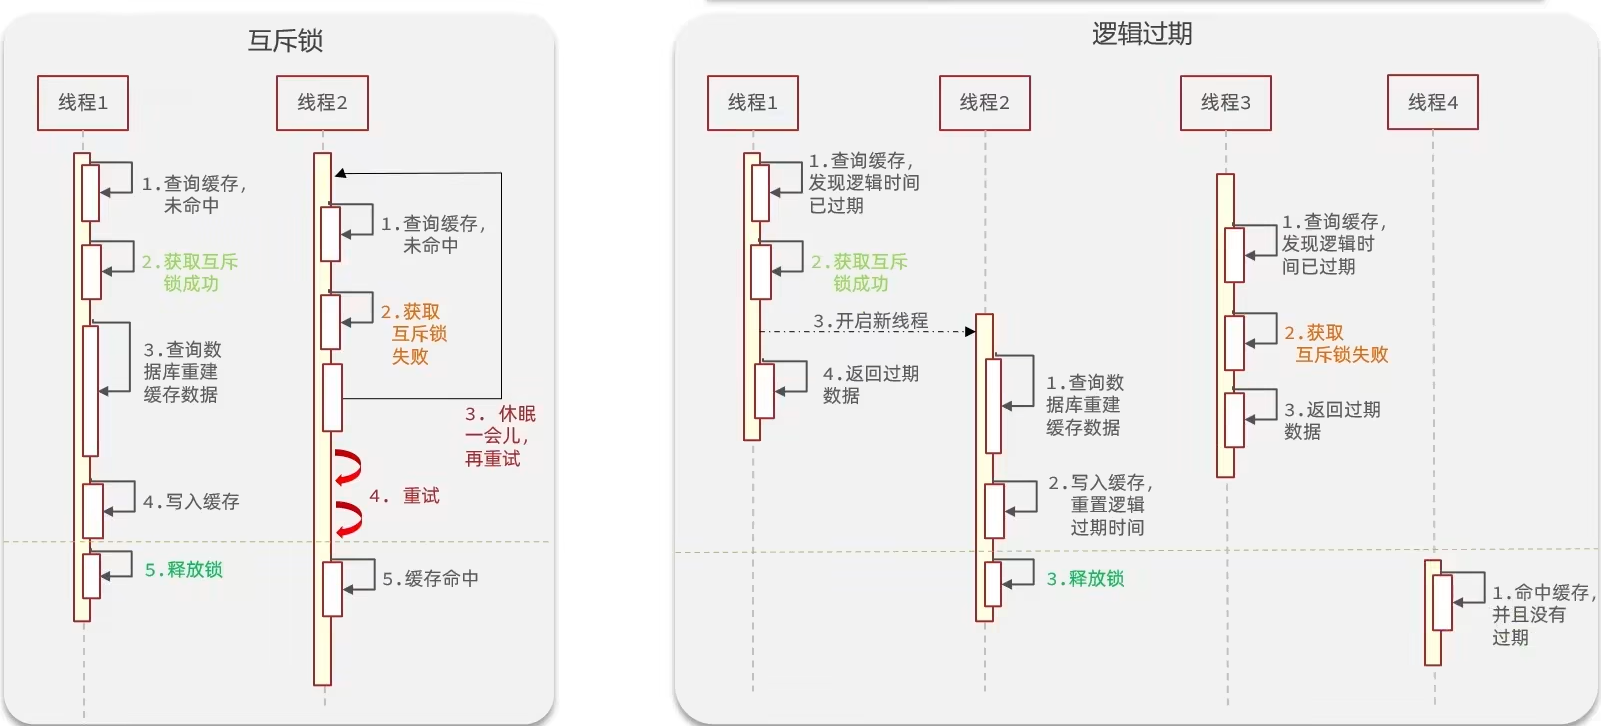 互斥锁
线程1
线程2
1.查询缓存，
未命中
2.获取互斥
锁成功
3.查询数
据库重建
缓存数据
4.写入缓存
5.释放锁
1.查询缓存，
未命中
2.获取
互斥锁
失败
3. 休眠
一会儿，
再重试
4. 重试
5.缓存命中
逻辑过期
线程1
线程2
线程3
线程4
1.查询缓存，
发现逻辑时间
已过期
2.获取互斥
锁成功
3.开启新线程
4.返回过期
数据
1.查询数
据库重建
缓存数据
2.写入缓存，
重置逻辑
过期时间
3.释放锁
1.查询缓存，
发现逻辑时
间已过期
2.获取
互斥锁失败
3.返回过期
数据
1.命中缓存，
并且没有
过期